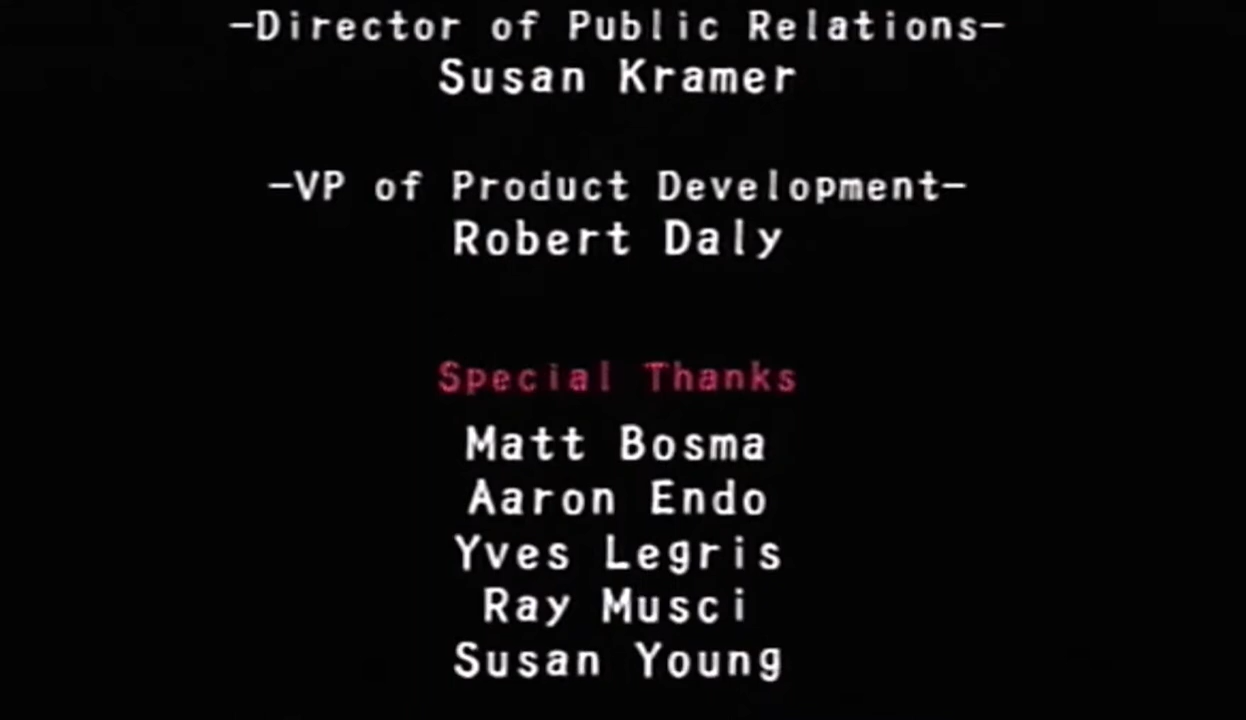 -Director of Public Relations-
Susan Kramer
-VP of Product Development-
Robert Daly
Special Thanks
Matt Bosma
Aaron Endo
Yves Legris
Ray Musci
Susan Young